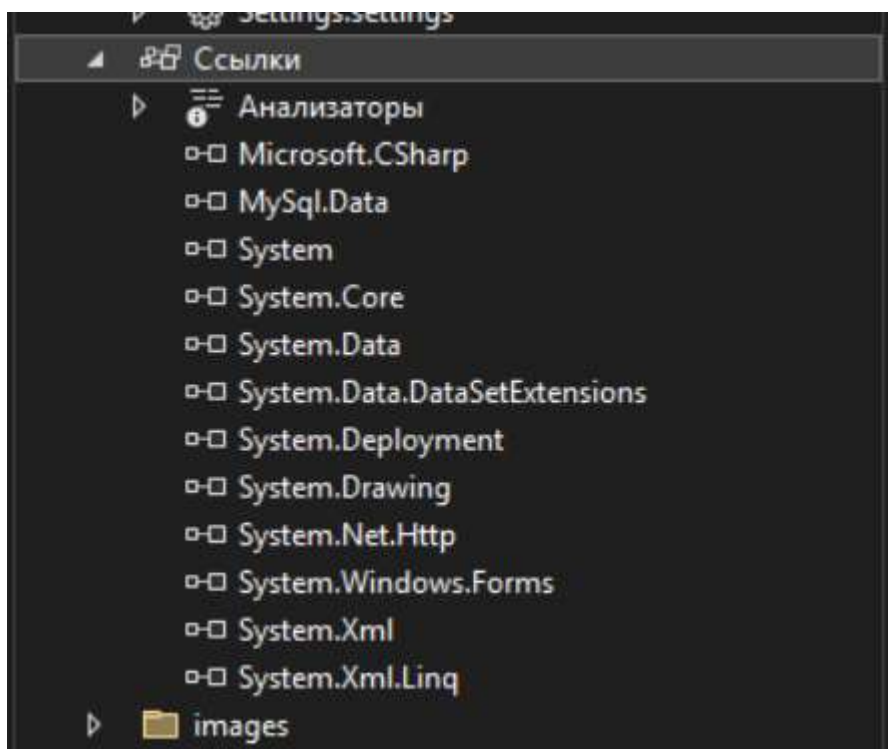 Settings.settings
Ссылки
Анализаторы
Microsoft.CSharp
MySql.Data
System
System.Core
System.Data
System.Data.DataSetExtensions
System.Deployment
System.Drawing
System.Net.Http
System.Windows.Forms
System.Xml
System.Xml.Linq
images